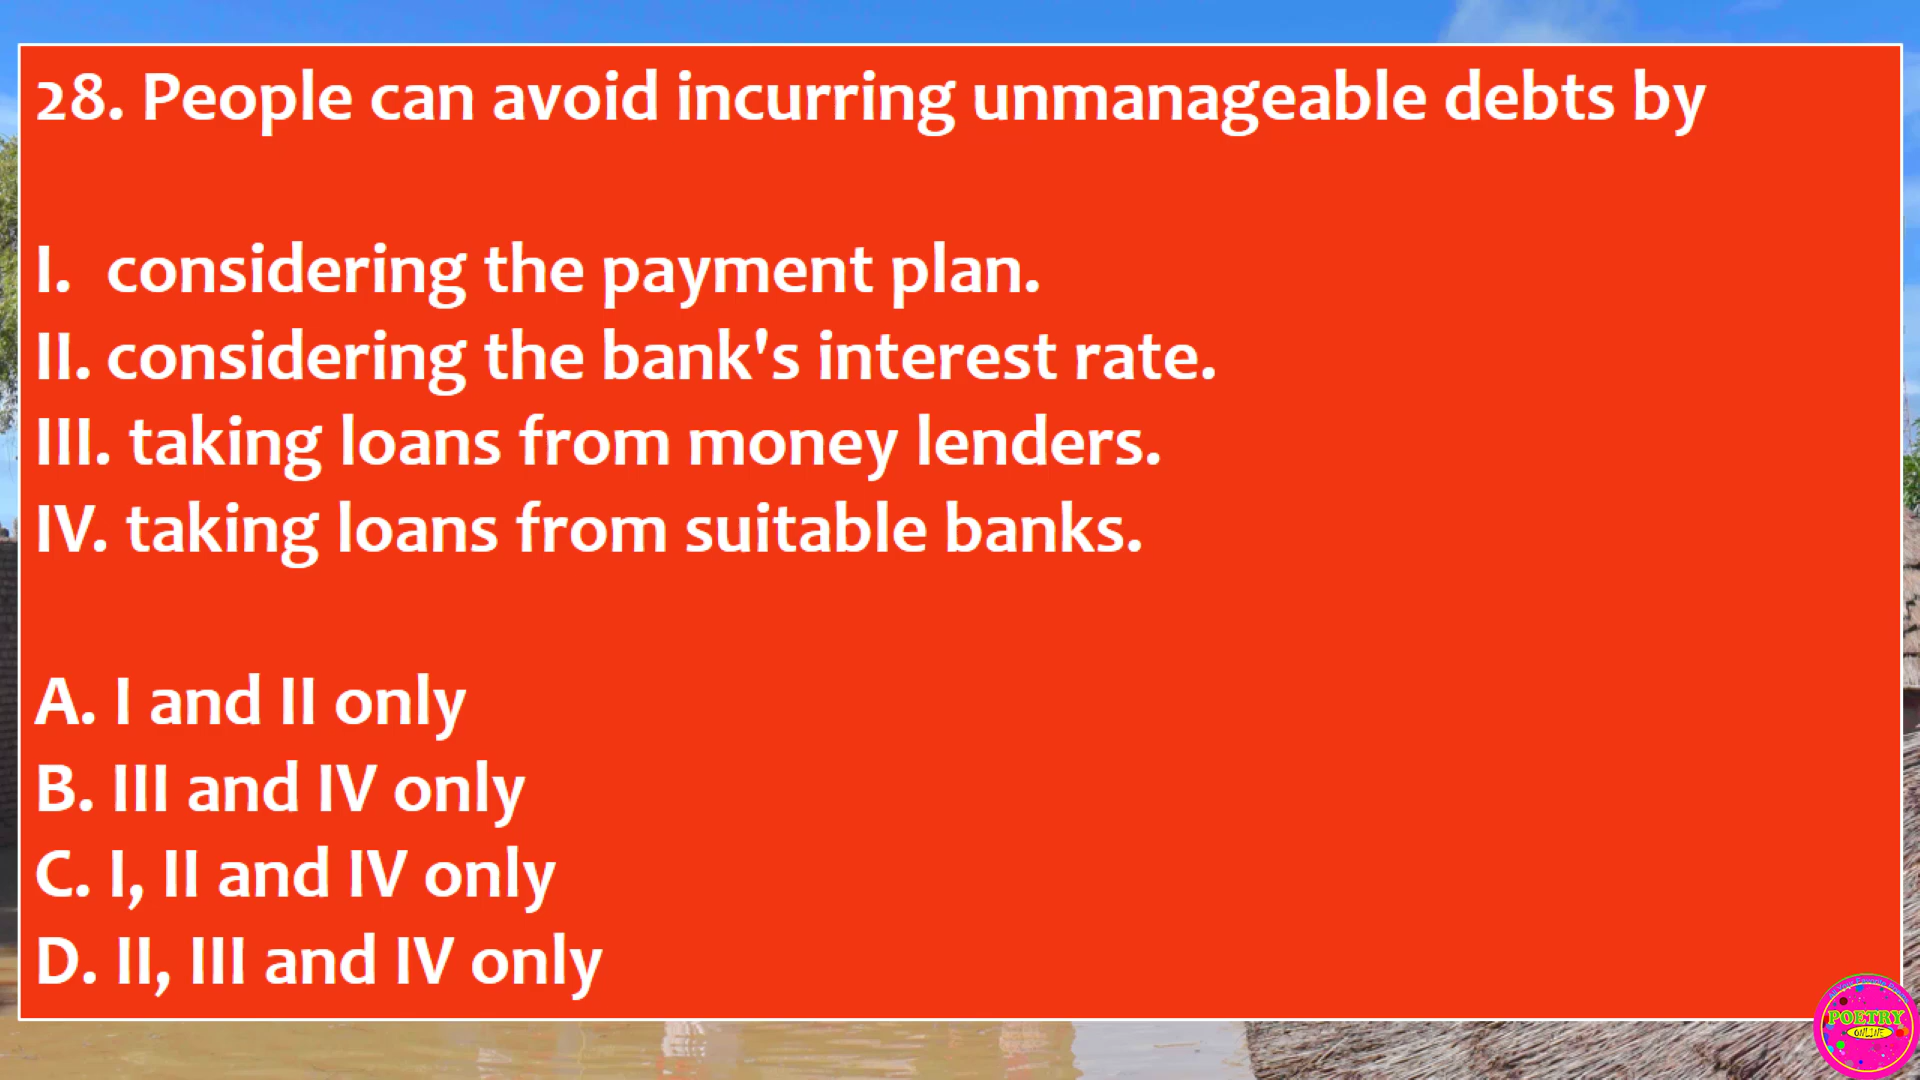 28. People can avoid incurring unmanageable debts by
I. considering the payment plan.
II. considering the bank's interest rate.
III. taking loans from money lenders.
IV. taking loans from suitable banks.
A. I and II only
B. III and IV only
C. I, II and IV only
D. II, III and IV only
POETRY
ONLINE